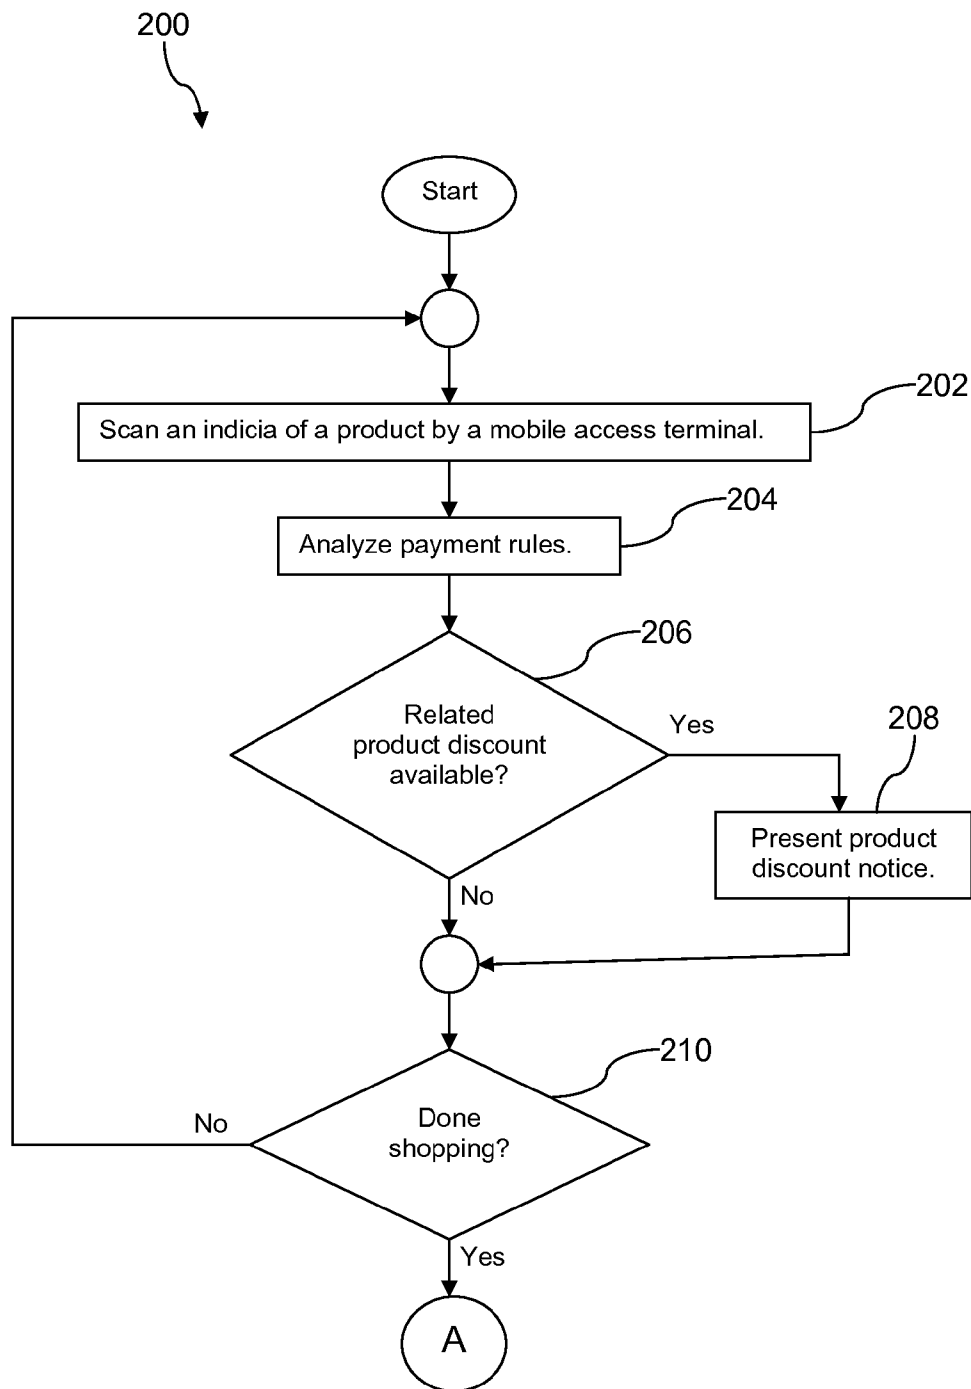 200
Start
202
Scan an indicia of a product by a mobile access terminal.
204
Analyze payment rules.
206
Related
product discount
available?
Yes
208
Present product
discount notice.
No
210
Done
shopping?
No
Yes
A